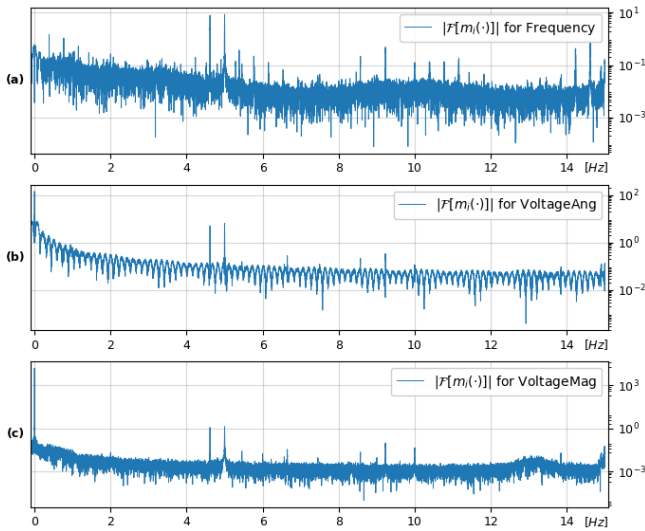 |ℱ[mᵢ(·)]| for Frequency
10¹
10⁻¹
10⁻³
(a)
0 2 4 6 8 10 12 14 [Hz]
|ℱ[mᵢ(·)]| for VoltageAng
10²
10⁰
10⁻²
(b)
0 2 4 6 8 10 12 14 [Hz]
|ℱ[mᵢ(·)]| for VoltageMag
10³
10⁰
10⁻³
(c)
0 2 4 6 8 10 12 14 [Hz]